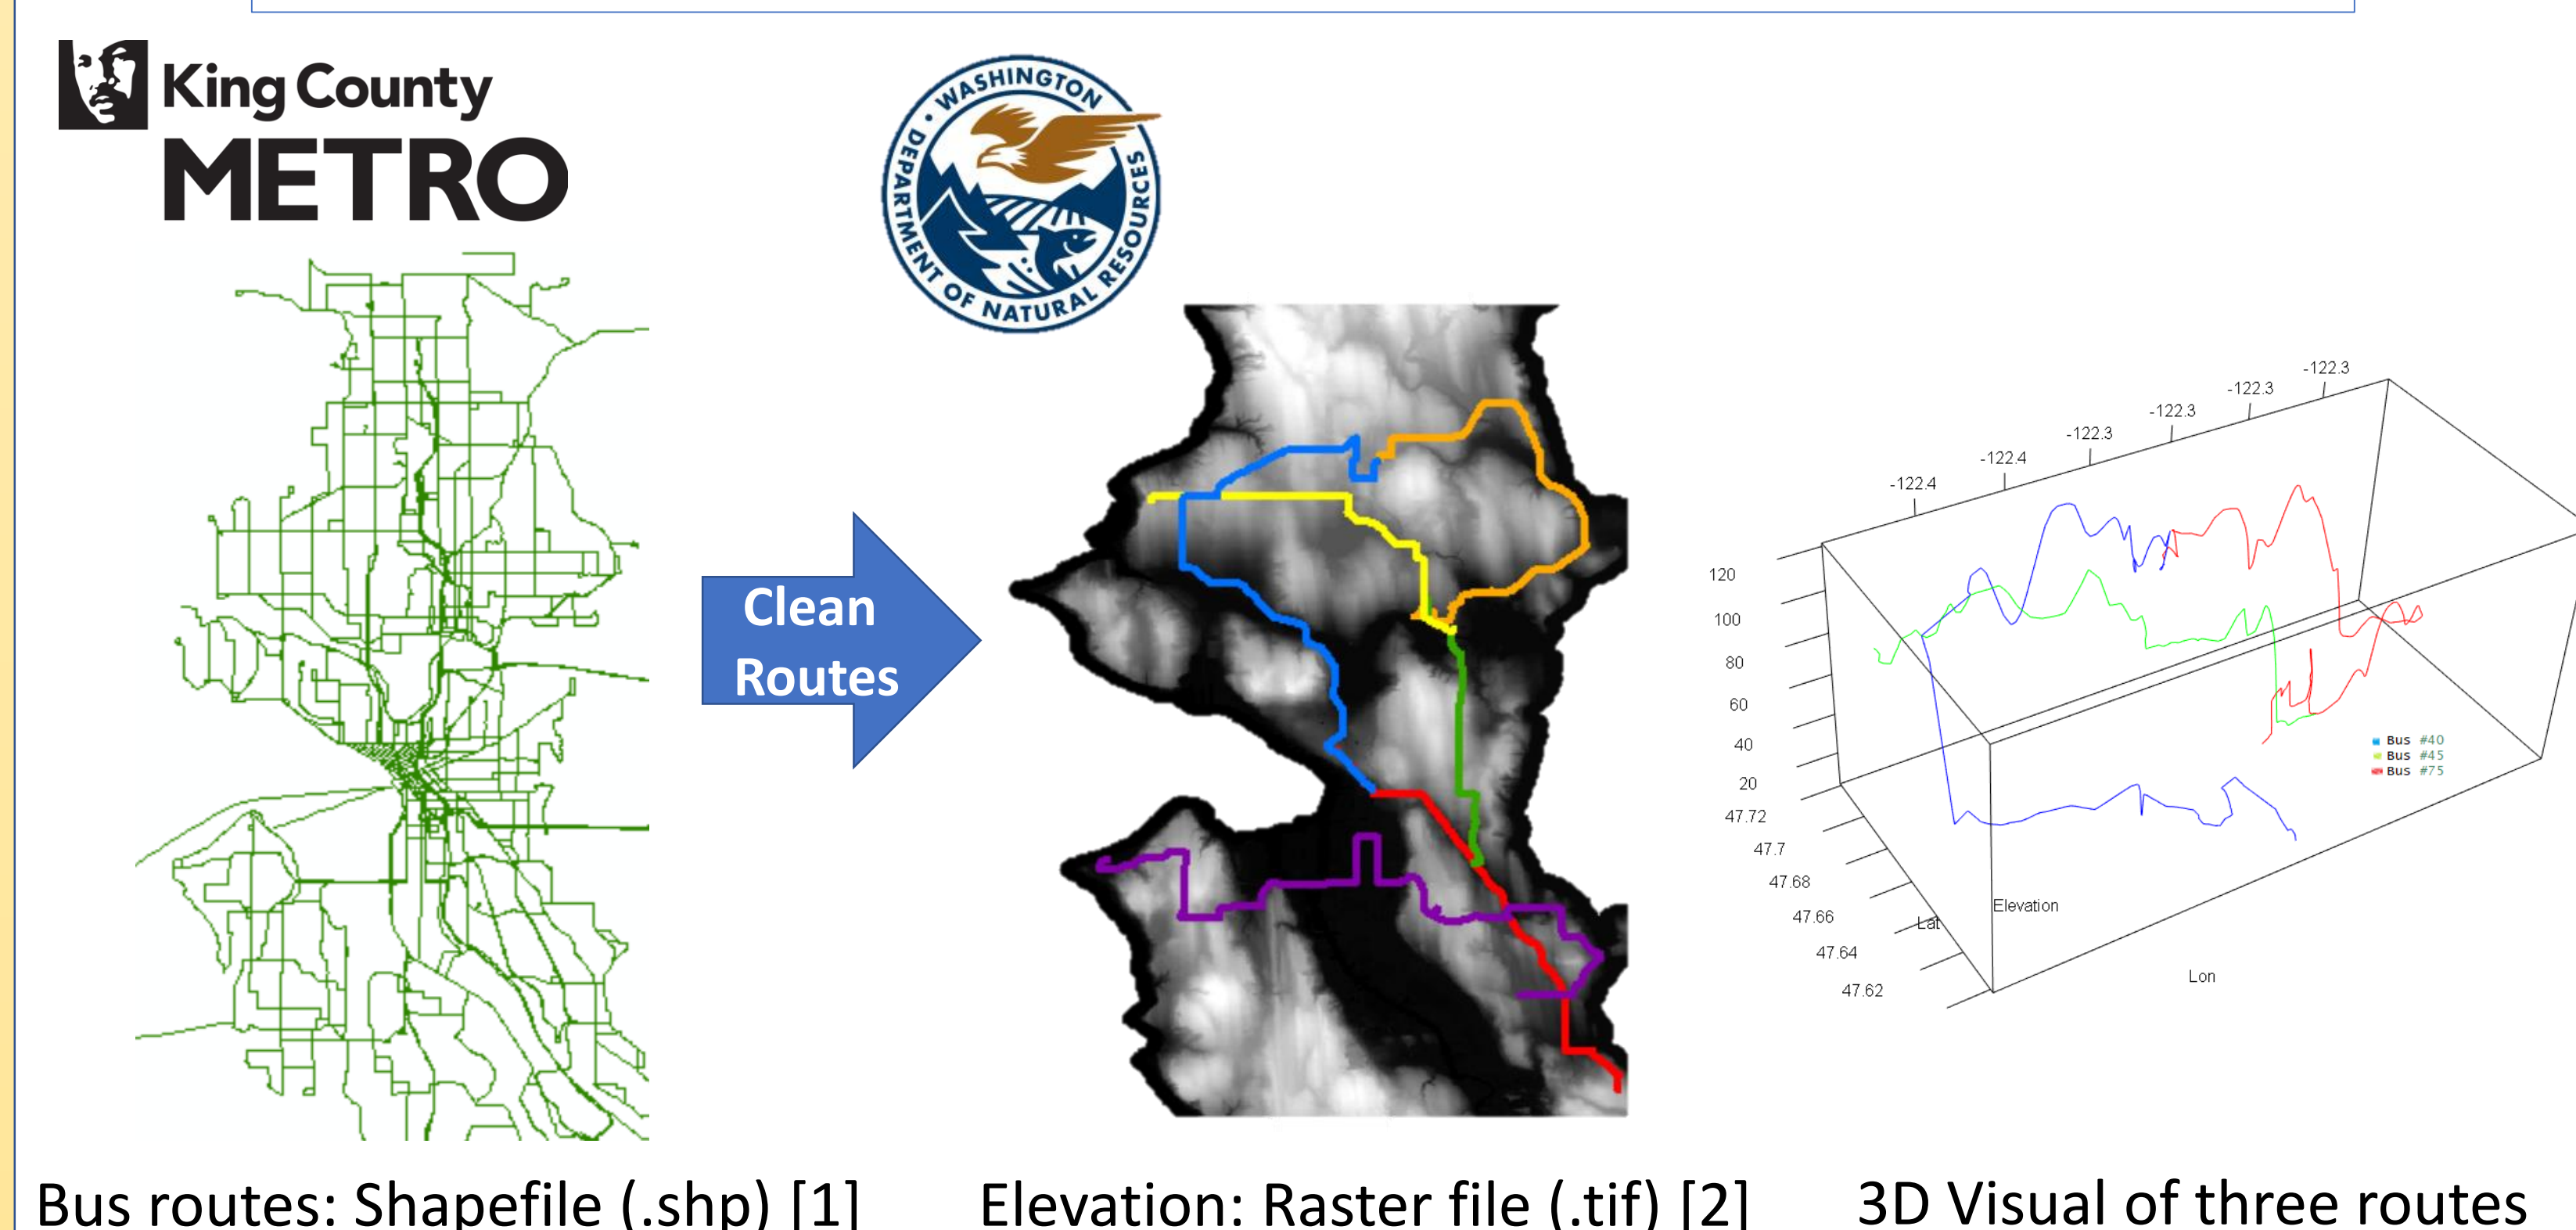 King County
METRO
WASHINGTON
DEPARTMENT OF NATURAL RESOURCES
Clean
Routes
-122.4
-122.4
-122.3
-122.3
-122.3
-122.3
120
100
80
60
40
20
47.72
47.7
47.68
47.66
47.64
47.62
Lat
Elevation
Lon
Bus #40
Bus #45
Bus #75
Bus routes: Shapefile (.shp) [1]
Elevation: Raster file (.tif) [2]
3D Visual of three routes